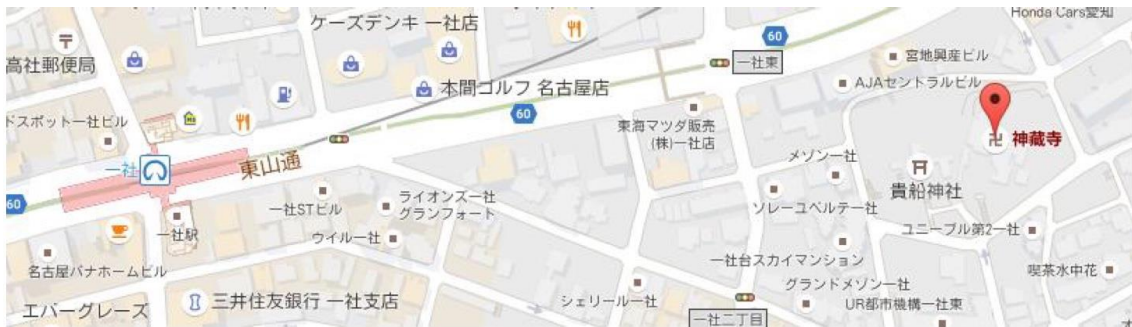 ケーズデンキ 一社店
60
Honda Cars愛知
高社郵便局
一社東
宮地興産ビル
AJAセントラルビル
本間ゴルフ 名古屋店
60
ドスポット一社ビル
東海マツダ販売
(株)一社店
神蔵寺
一社
東山通
メゾン一社
貴船神社
60
一社STビル
ライオンズ一社
グランフォート
ソレーユベルテ一社
一社駅
ウイル一社
ユニーブル第2一社
名古屋パナホームビル
一社台スカイマンション
喫茶水中花
グランドメゾン一社
エバーグレーズ
三井住友銀行 一社支店
シェリール一社
UR都市機構一社東
一社二丁目